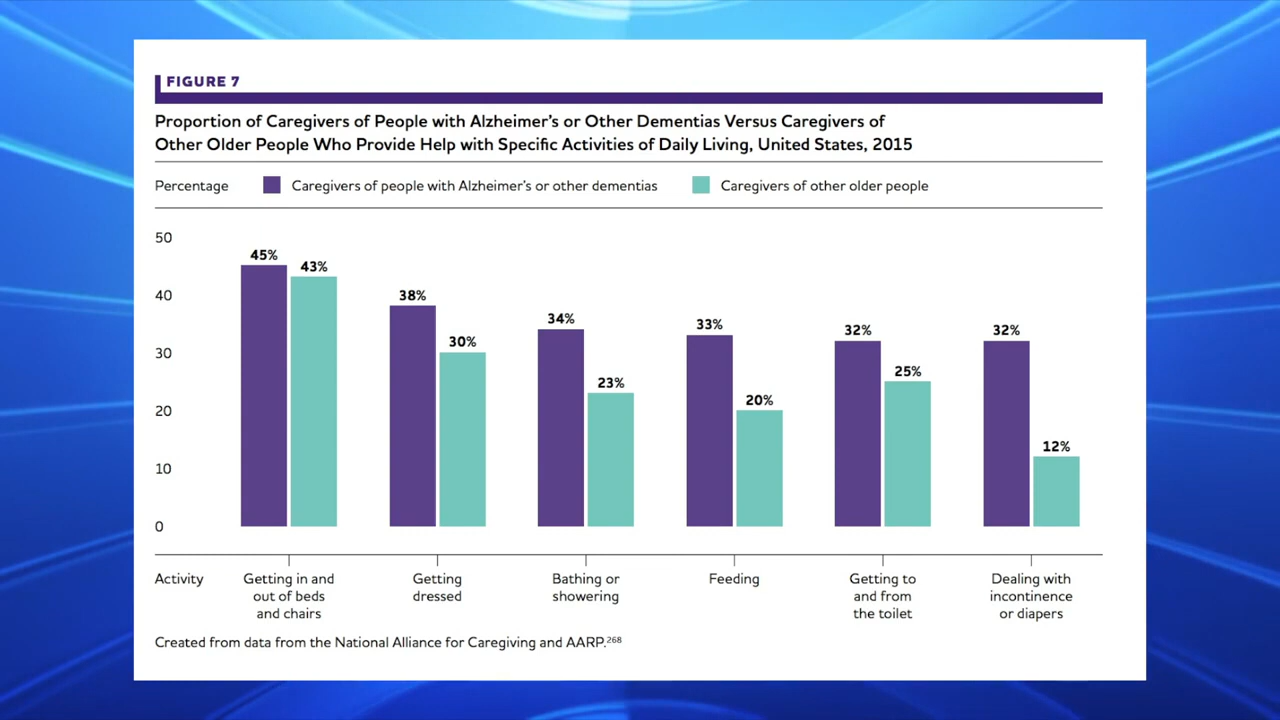 FIGURE 7
Proportion of Caregivers of People with Alzheimer's or Other Dementias Versus Caregivers of
Other Older People Who Provide Help with Specific Activities of Daily Living, United States, 2015
Percentage
Caregivers of people with Alzheimer's or other dementias
Caregivers of other older people
50
40
30
20
10
0
45%
43%
38%
30%
34%
23%
33%
20%
32%
25%
32%
12%
Activity
Getting in and
out of beds
and chairs
Getting
dressed
Bathing or
showering
Feeding
Getting to
and from
the toilet
Dealing with
incontinence
or diapers
Created from data from the National Alliance for Caregiving and AARP.268